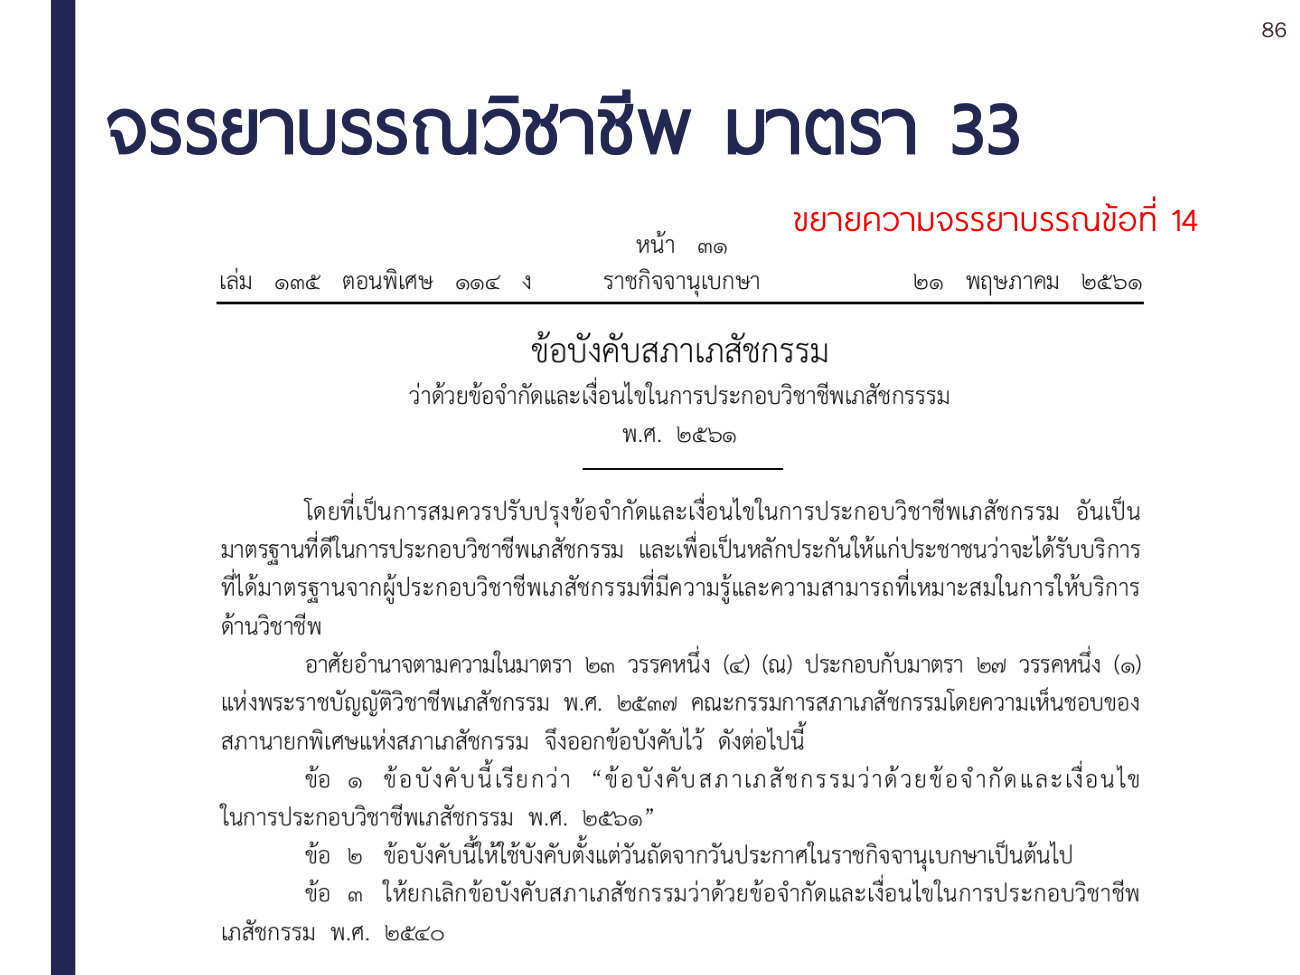 86
จรรยาบรรณวิชาชีพ มาตรา 33
ขยายความจรรยาบรรณข้อที่ 14
หน้า ๓๑
เล่ม ๑๓๕ ตอนพิเศษ ๑๑๔ ง ราชกิจจานุเบกษา ๒๑ พฤษภาคม ๒๕๖๑
ข้อบังคับสภาเภสัชกรรม
ว่าด้วยข้อจำกัดและเงื่อนไขในการประกอบวิชาชีพเภสัชกรรรม
พ.ศ. ๒๕๖๑
โดยที่เป็นการสมควรปรับปรุงข้อจำกัดและเงื่อนไขในการประกอบวิชาชีพเภสัชกรรม อันเป็น
มาตรฐานที่ดีในการประกอบวิชาชีพเภสัชกรรม และเพื่อเป็นหลักประกันให้แก่ประชาชนว่าจะได้รับบริการ
ที่ได้มาตรฐานจากผู้ประกอบวิชาชีพเภสัชกรรมที่มีความรู้และความสามารถที่เหมาะสมในการให้บริการ
ด้านวิชาชีพ
อาศัยอำนาจตามความในมาตรา ๒๓ วรรคหนึ่ง (๔) (ณ) ประกอบกับมาตรา ๒๗ วรรคหนึ่ง (๑)
แห่งพระราชบัญญัติวิชาชีพเภสัชกรรม พ.ศ. ๒๕๓๗ คณะกรรมการสภาเภสัชกรรมโดยความเห็นชอบของ
สภานายกพิเศษแห่งสภาเภสัชกรรม จึงออกข้อบังคับไว้ ดังต่อไปนี้
ข้อ ๑ ข้อบังคับนี้เรียกว่า “ข้อบังคับสภาเภสัชกรรมว่าด้วยข้อจำกัดและเงื่อนไข
ในการประกอบวิชาชีพเภสัชกรรม พ.ศ. ๒๕๖๑”
ข้อ ๒ ข้อบังคับนี้ให้ใช้บังคับตั้งแต่วันถัดจากวันประกาศในราชกิจจานุเบกษาเป็นต้นไป
ข้อ ๓ ให้ยกเลิกข้อบังคับสภาเภสัชกรรมว่าด้วยข้อจำกัดและเงื่อนไขในการประกอบวิชาชีพ
เภสัชกรรม พ.ศ. ๒๕๔๐